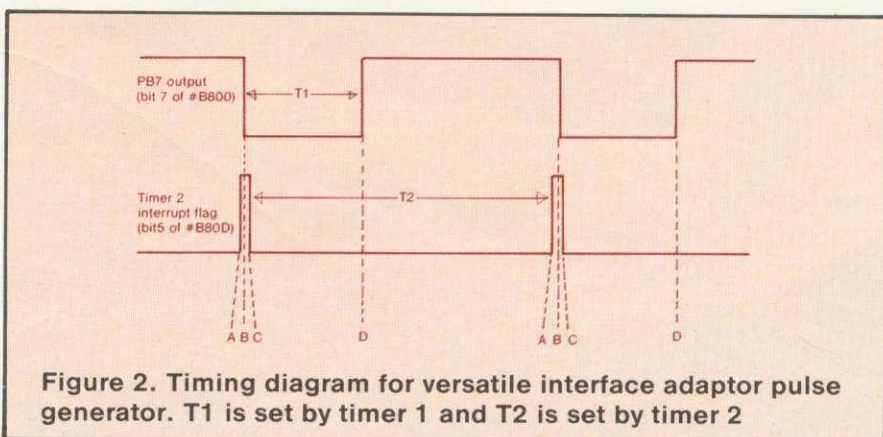 PB7 output
(bit 7 of #B800)
T1
Timer 2
interrupt flag
(bit5 of #B80D)
T2
A B C D A B C D
Figure 2. Timing diagram for versatile interface adaptor pulse
generator. T1 is set by timer 1 and T2 is set by timer 2